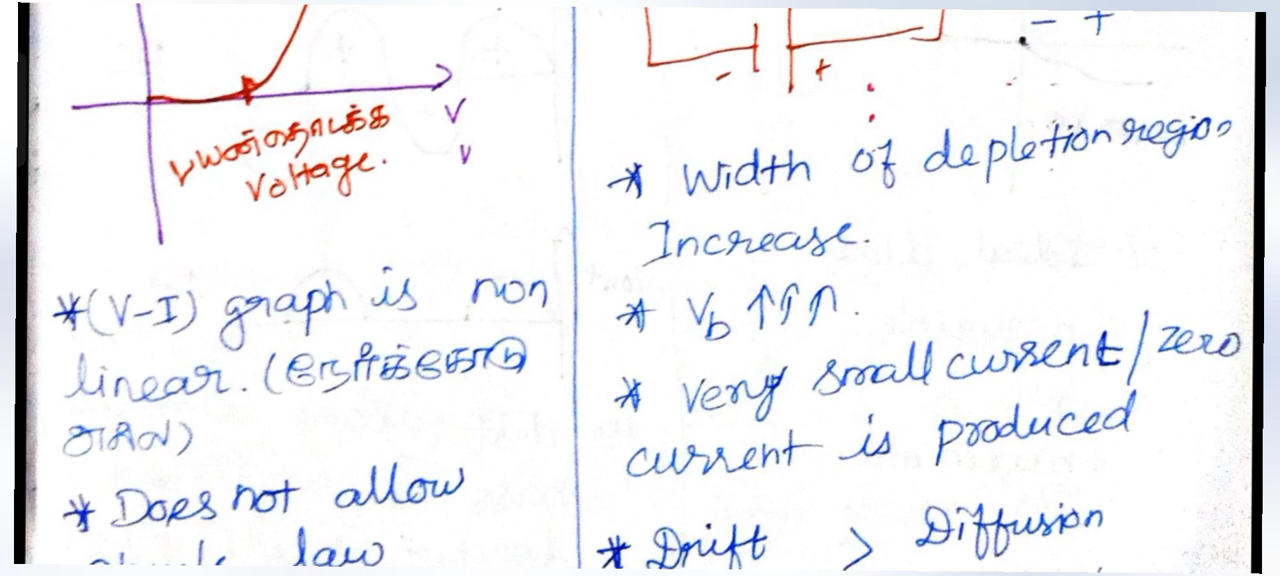 V
V
பயன்தொடக்க
Voltage.
*(V-I) graph is non
linear. (நேர்க்கோடு
அல்ல)
* Does not allow
law
- +
- +
* Width of depletion region
Increase.
* Vb ↑↑↑.
* Very small current/zero
current is produced
* Drift > Diffusion